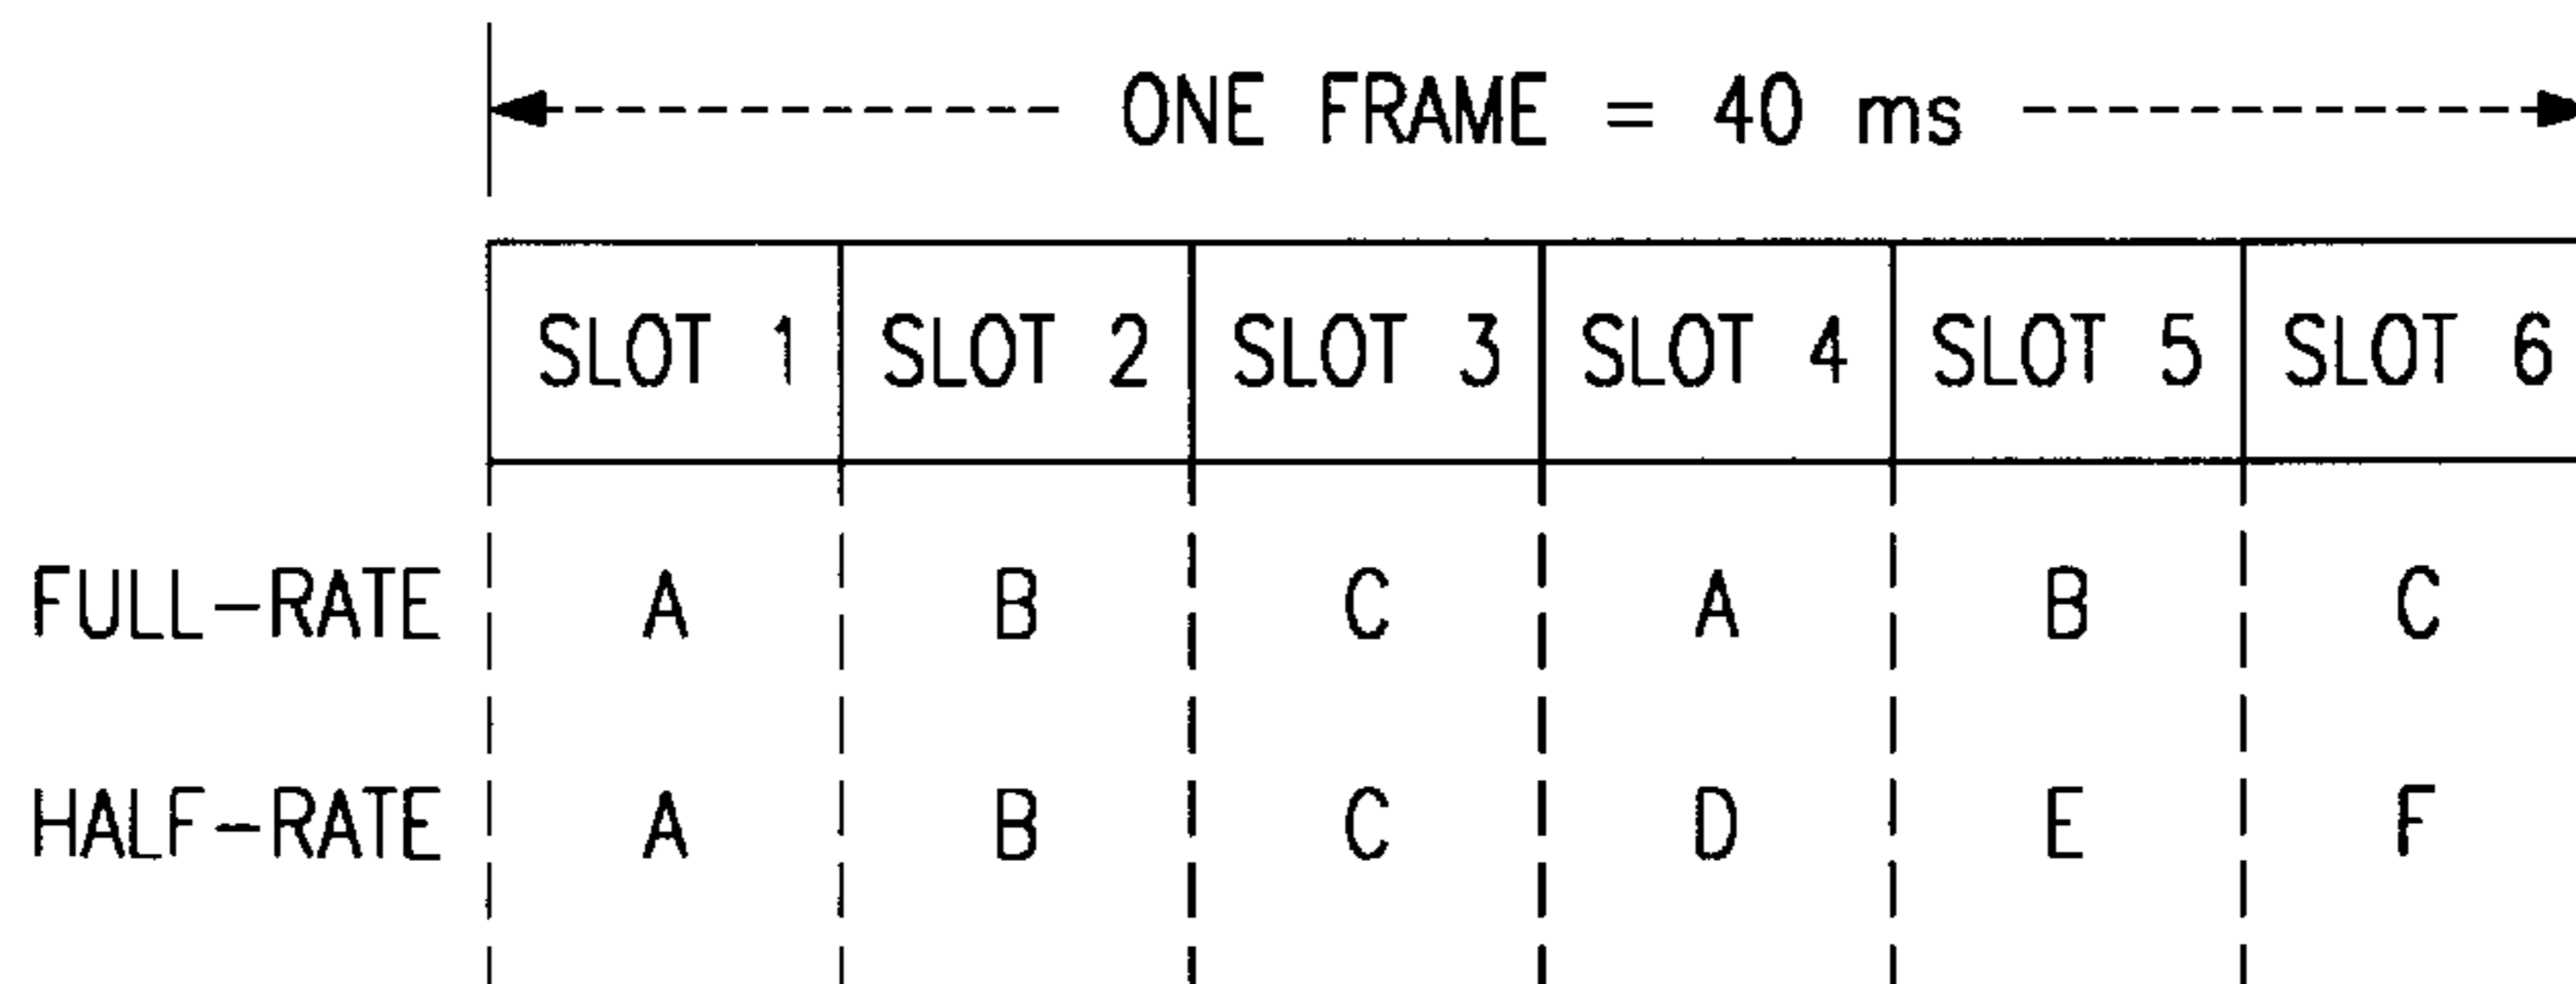 ONE FRAME = 40 ms
SLOT 1 SLOT 2 SLOT 3 SLOT 4 SLOT 5 SLOT 6
FULL-RATE A B C A B C
HALF-RATE A B C D E F